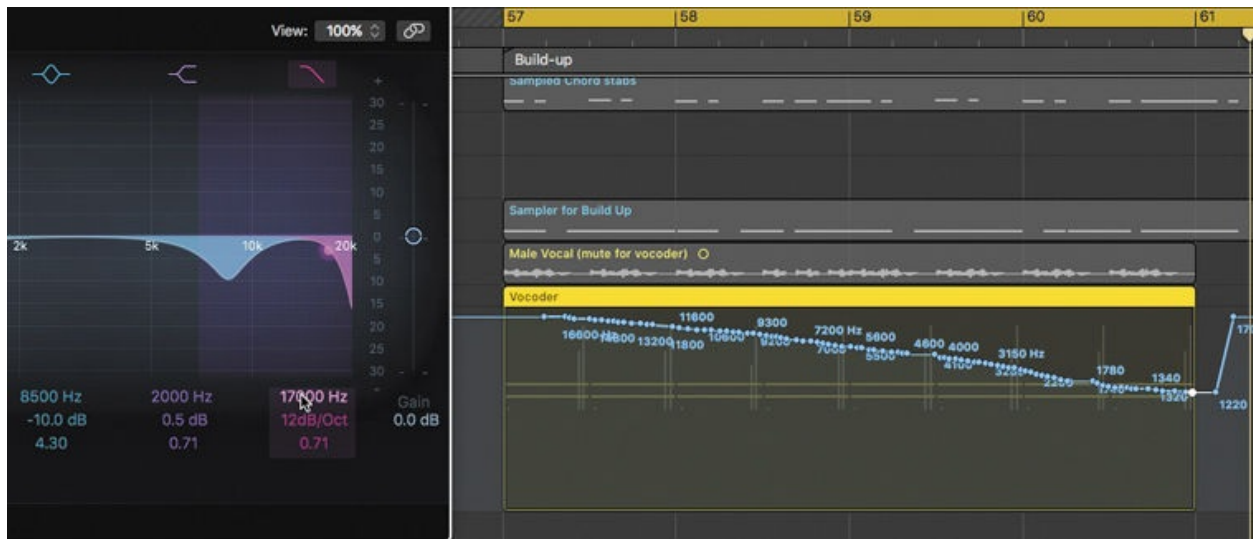 View: 100%
57 58 59 60 61
Build-up
Sampled Chord stabs
+
30
25
20
15
10
5
0
5
10
15
20
25
30
-
2k 5k 10k 20k
8500 Hz 2000 Hz 17000 Hz Gain
-10.0 dB 0.5 dB 12dB/Oct 0.0 dB
4.30 0.71 0.71
Sampler for Build Up
Male Vocal (mute for vocoder)
Vocoder
11600 9300 7200 Hz 5600 4600 4000 3150 Hz 1780 1340
16600 Hz 13200 11800 10600 9200 7000 5500 4100 1320 1220